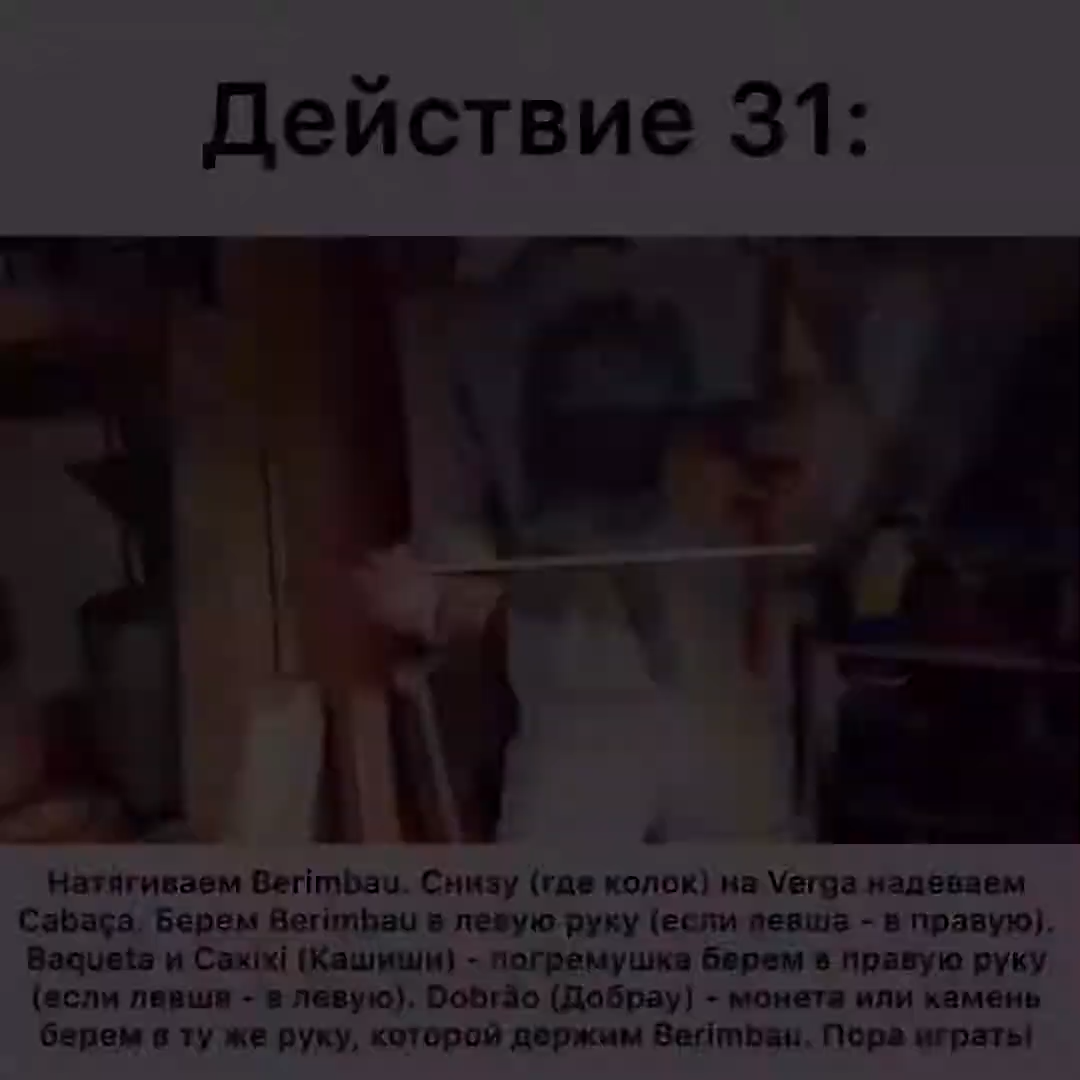 Действие 31:
Натягиваем Berimbau. Снизу (где колок) на Verga надеваем
Cabaça. Берем Berimbau в левую руку (если левша - в правую).
Baqueta и Caxixi (Кашиши) - погремушка берем в правую руку
(если левша - в левую). Dobrão (Добрау) - монета или камень
берем в ту же руку, которой держим Berimbau. Пора играть!